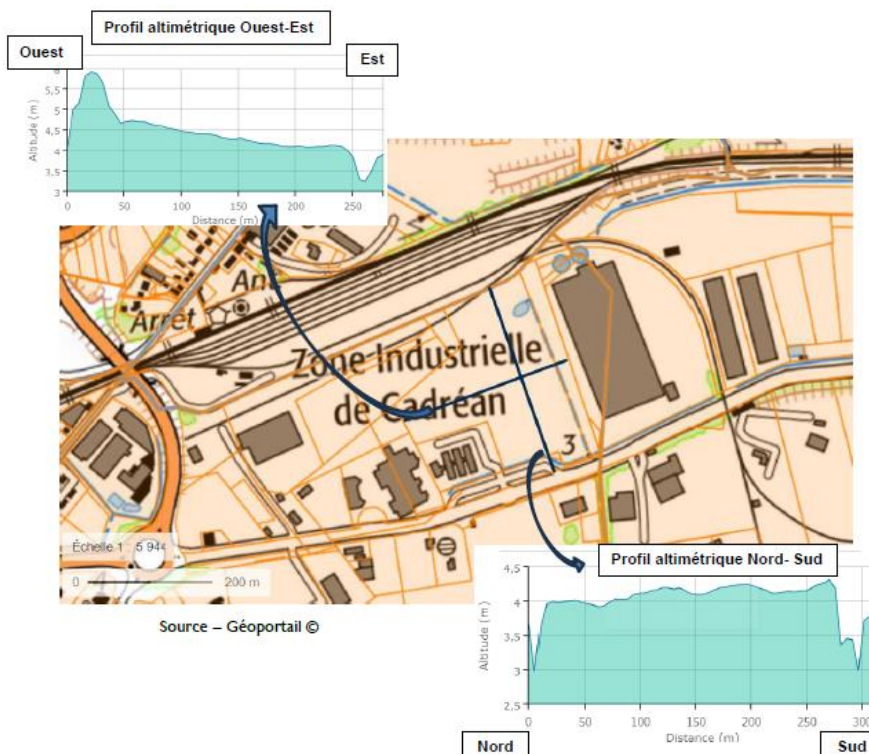 Profil altimétrique Ouest-Est
Ouest
Est
5,5
5
4,5
4
3,5
3
Altitude (m)
0
50
100
150
200
250
Distance (m)
Arret
Zone Industrielle
de Cadréan
3
Échelle 1 : 5 944
0
200 m
Source – Géoportail ©
Profil altimétrique Nord- Sud
4,5
4
3,5
3
2,5
Altitude (m)
0
50
100
150
200
250
300
Distance (m)
Nord
Sud